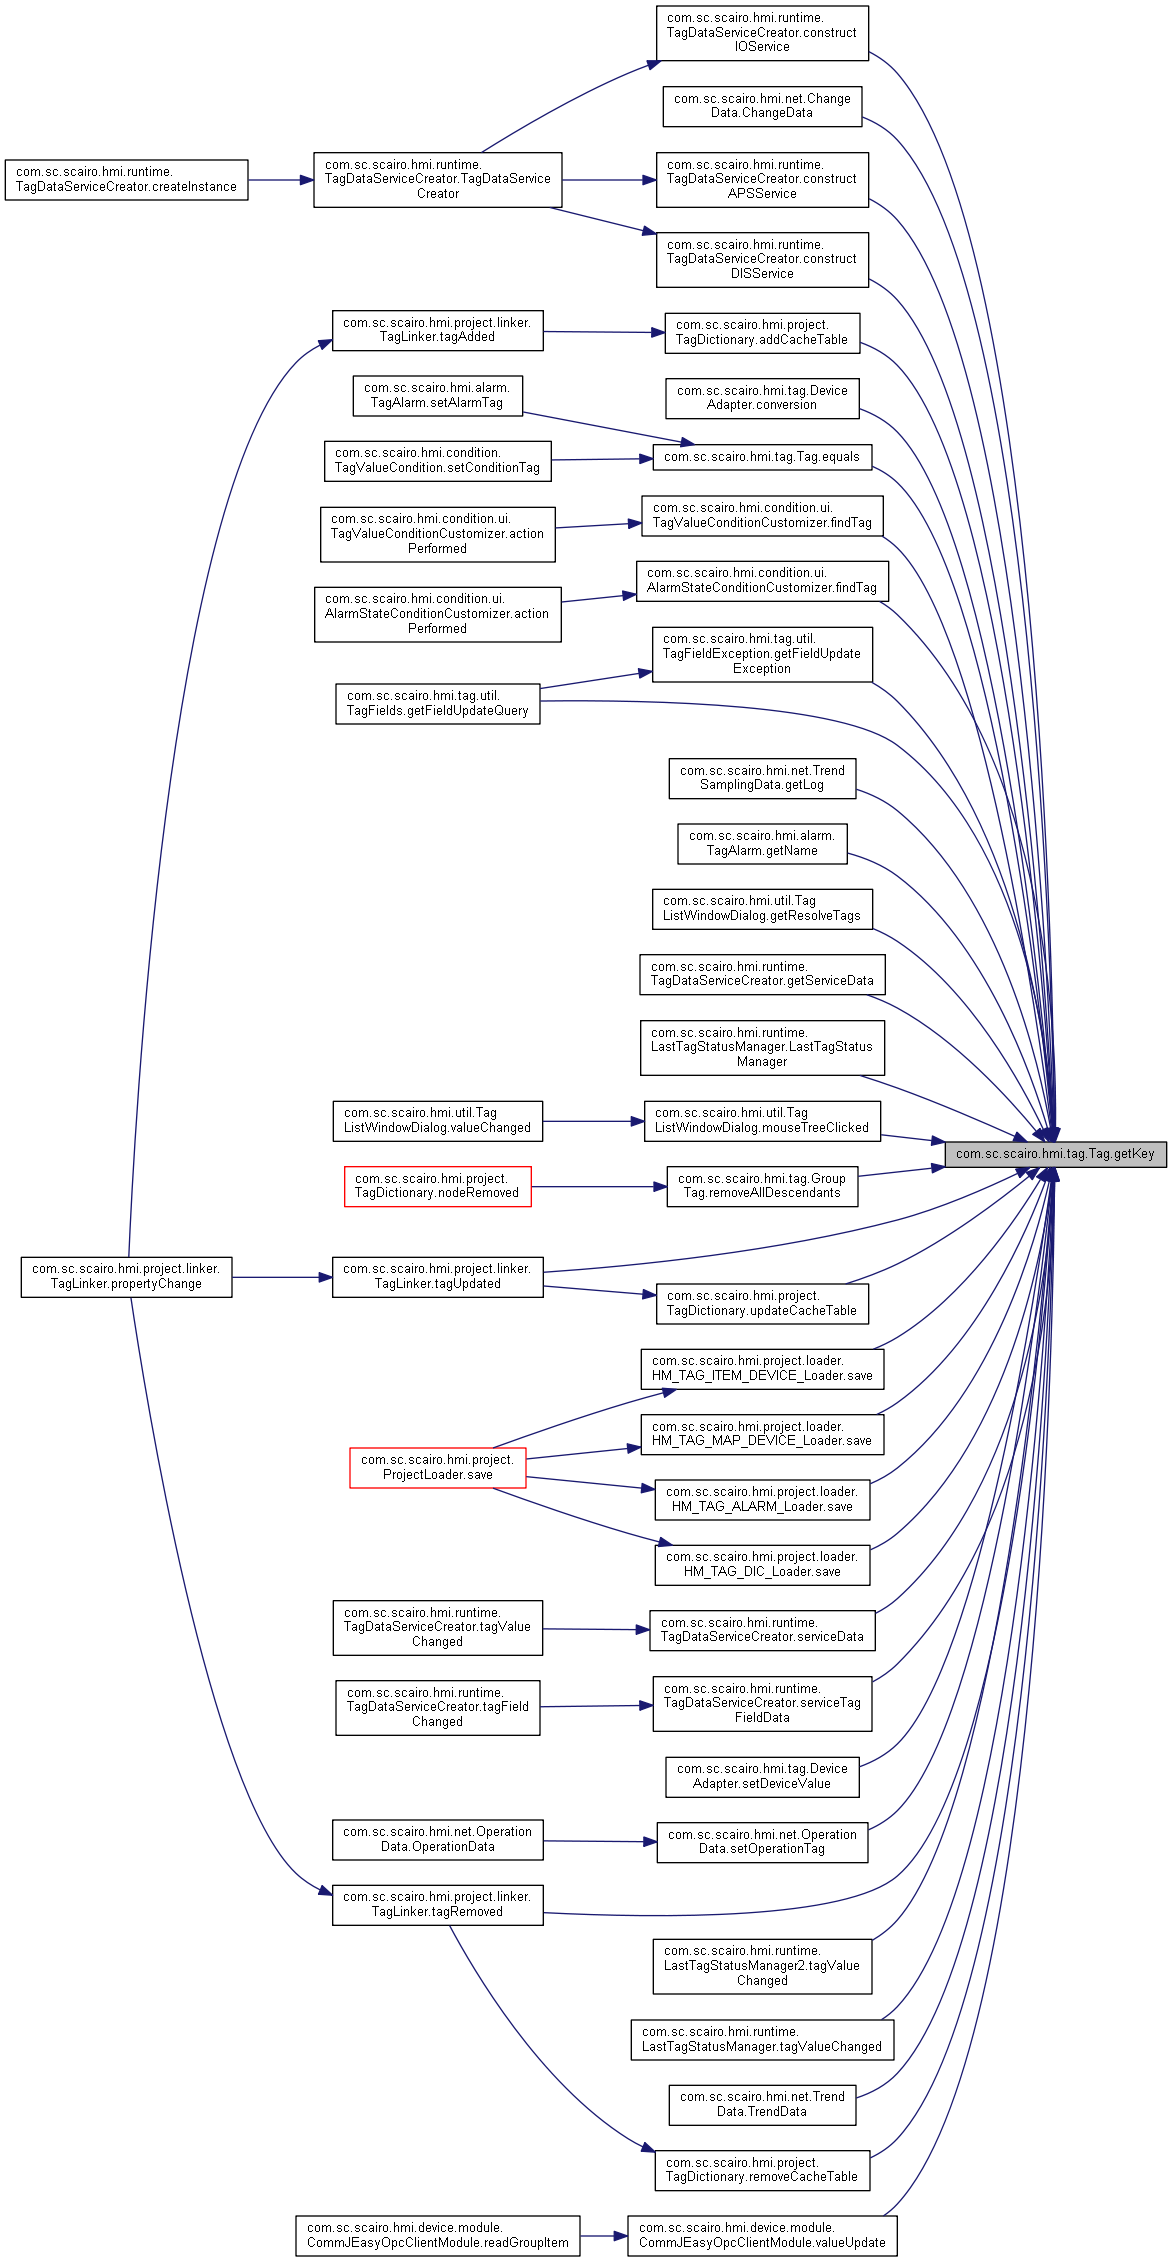 com.sc.scairo.hmi.runtime.
TagDataServiceCreator.construct
IOService
com.sc.scairo.hmi.net.Change
Data.ChangeData
com.sc.scairo.hmi.runtime.
TagDataServiceCreator.createInstance
com.sc.scairo.hmi.runtime.
TagDataServiceCreator.TagDataService
Creator
com.sc.scairo.hmi.runtime.
TagDataServiceCreator.construct
APSService
com.sc.scairo.hmi.runtime.
TagDataServiceCreator.construct
DISService
com.sc.scairo.hmi.project.linker.
TagLinker.tagAdded
com.sc.scairo.hmi.project.
TagDictionary.addCacheTable
com.sc.scairo.hmi.alarm.
TagAlarm.setAlarmTag
com.sc.scairo.hmi.tag.Device
Adapter.conversion
com.sc.scairo.hmi.condition.
TagValueCondition.setConditionTag
com.sc.scairo.hmi.tag.Tag.equals
com.sc.scairo.hmi.condition.ui.
TagValueConditionCustomizer.action
Performed
com.sc.scairo.hmi.condition.ui.
TagValueConditionCustomizer.findTag
com.sc.scairo.hmi.condition.ui.
AlarmStateConditionCustomizer.action
Performed
com.sc.scairo.hmi.condition.ui.
AlarmStateConditionCustomizer.findTag
com.sc.scairo.hmi.tag.util.
TagFieldException.getFieldUpdate
Exception
com.sc.scairo.hmi.tag.util.
TagFields.getFieldUpdateQuery
com.sc.scairo.hmi.net.Trend
SamplingData.getLog
com.sc.scairo.hmi.alarm.
TagAlarm.getName
com.sc.scairo.hmi.util.Tag
ListWindowDialog.getResolveTags
com.sc.scairo.hmi.runtime.
TagDataServiceCreator.getServiceData
com.sc.scairo.hmi.runtime.
LastTagStatusManager.LastTagStatus
Manager
com.sc.scairo.hmi.util.Tag
ListWindowDialog.valueChanged
com.sc.scairo.hmi.util.Tag
ListWindowDialog.mouseTreeClicked
com.sc.scairo.hmi.tag.Tag.getKey
com.sc.scairo.hmi.project.
TagDictionary.nodeRemoved
com.sc.scairo.hmi.tag.Group
Tag.removeAllDescendants
com.sc.scairo.hmi.project.linker.
TagLinker.propertyChange
com.sc.scairo.hmi.project.linker.
TagLinker.tagUpdated
com.sc.scairo.hmi.project.
TagDictionary.updateCacheTable
com.sc.scairo.hmi.project.loader.
HM_TAG_ITEM_DEVICE_Loader.save
com.sc.scairo.hmi.project.loader.
HM_TAG_MAP_DEVICE_Loader.save
com.sc.scairo.hmi.project.
ProjectLoader.save
com.sc.scairo.hmi.project.loader.
HM_TAG_ALARM_Loader.save
com.sc.scairo.hmi.project.loader.
HM_TAG_DIC_Loader.save
com.sc.scairo.hmi.runtime.
TagDataServiceCreator.tagValue
Changed
com.sc.scairo.hmi.runtime.
TagDataServiceCreator.serviceData
com.sc.scairo.hmi.runtime.
TagDataServiceCreator.tagField
Changed
com.sc.scairo.hmi.runtime.
TagDataServiceCreator.serviceTag
FieldData
com.sc.scairo.hmi.tag.Device
Adapter.setDeviceValue
com.sc.scairo.hmi.net.Operation
Data.OperationData
com.sc.scairo.hmi.net.Operation
Data.setOperationTag
com.sc.scairo.hmi.project.linker.
TagLinker.tagRemoved
com.sc.scairo.hmi.runtime.
LastTagStatusManager2.tagValue
Changed
com.sc.scairo.hmi.runtime.
LastTagStatusManager.tagValueChanged
com.sc.scairo.hmi.net.Trend
Data.TrendData
com.sc.scairo.hmi.project.
TagDictionary.removeCacheTable
com.sc.scairo.hmi.device.module.
CommJEasyOpcClientModule.readGroupItem
com.sc.scairo.hmi.device.module.
CommJEasyOpcClientModule.valueUpdate